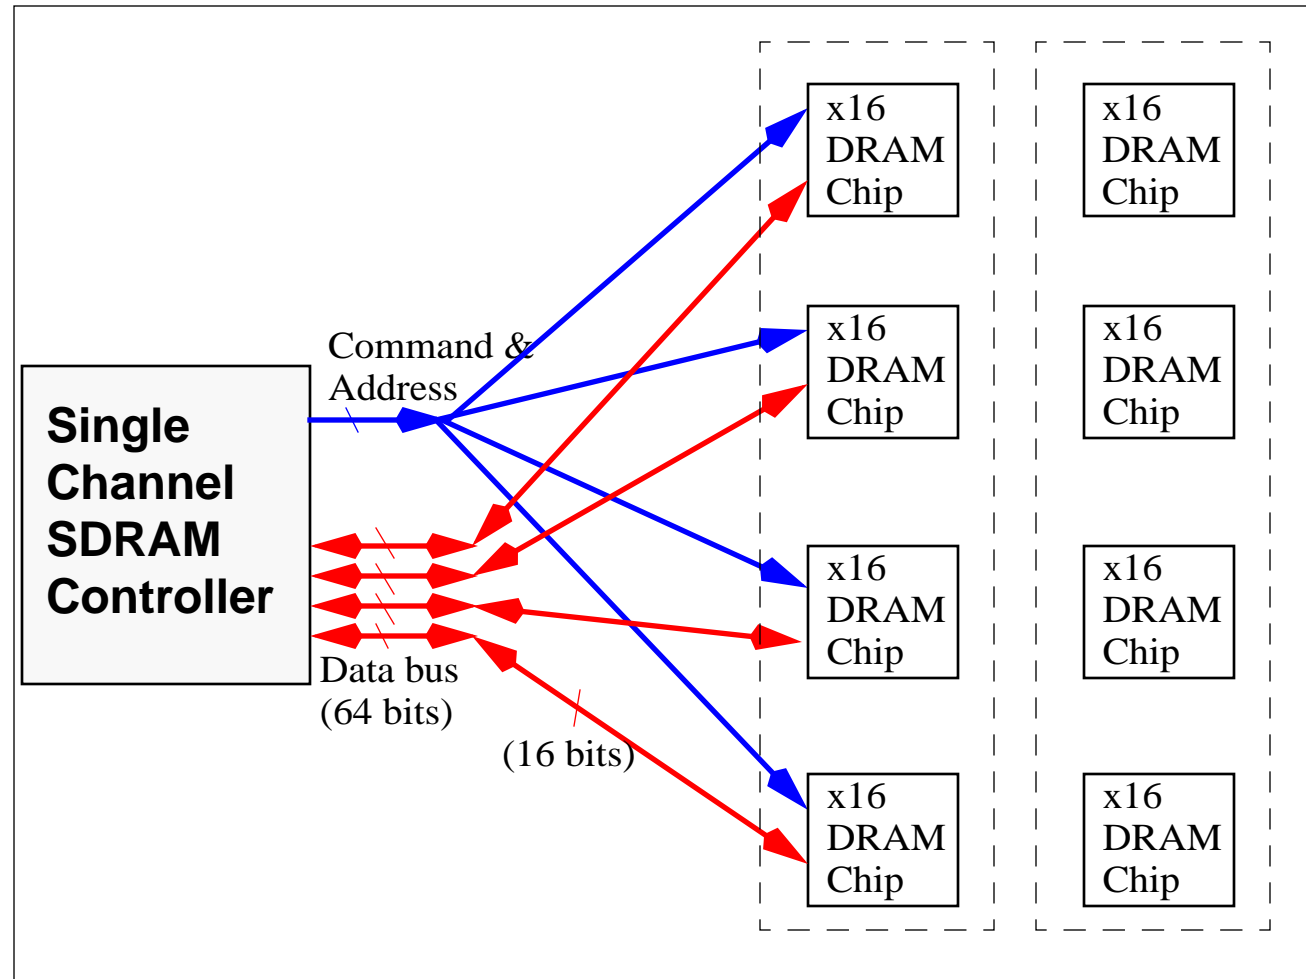 Command &
Address
Single
Channel
SDRAM
Controller
Data bus
(64 bits)
(16 bits)
x16
DRAM
Chip
x16
DRAM
Chip
x16
DRAM
Chip
x16
DRAM
Chip
x16
DRAM
Chip
x16
DRAM
Chip
x16
DRAM
Chip
x16
DRAM
Chip